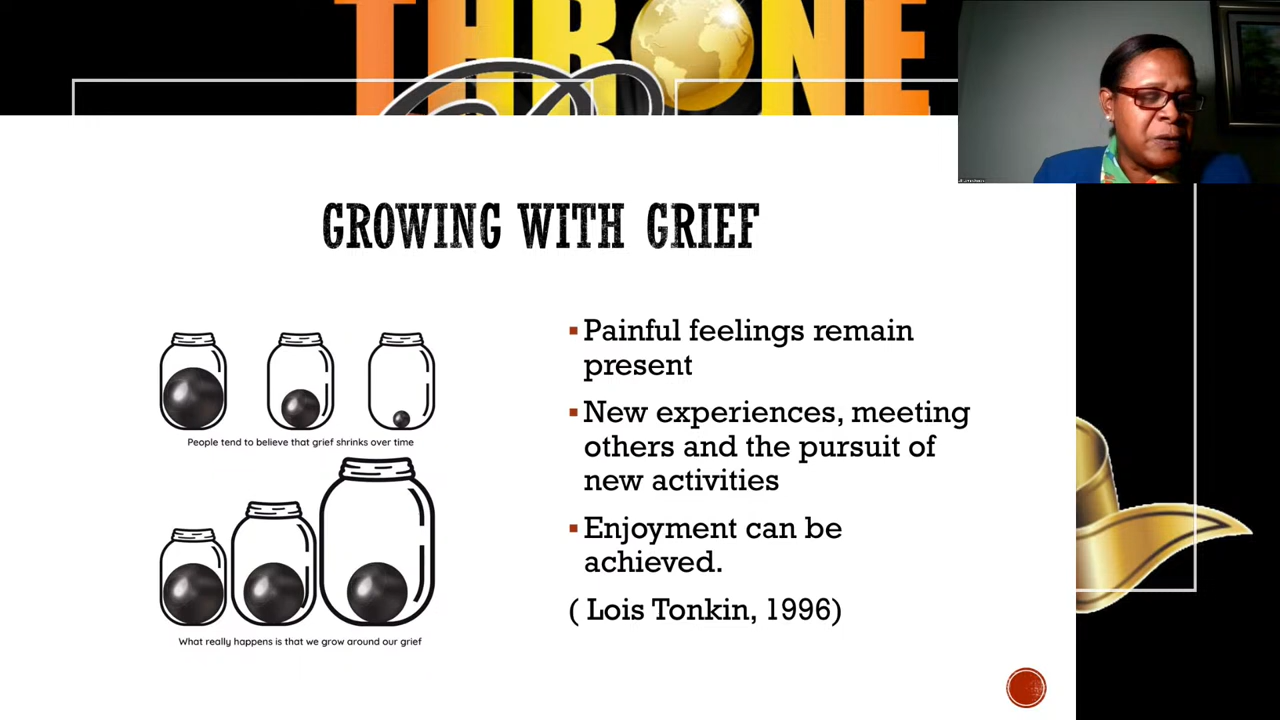 THRONE
GROWING WITH GRIEF
▪Painful feelings remain
present
▪New experiences, meeting
others and the pursuit of
new activities
▪Enjoyment can be
achieved.
( Lois Tonkin, 1996)
People tend to believe that grief shrinks over time
What really happens is that we grow around our grief